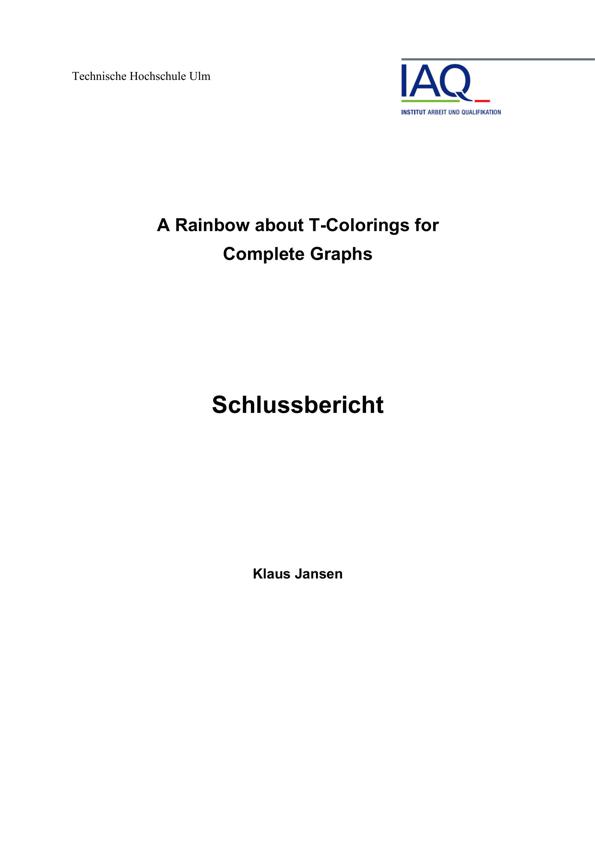 Technische Hochschule Ulm
IAQ
INSTITUT ARBEIT UND QUALIFIKATION
A Rainbow about T-Colorings for
Complete Graphs
Schlussbericht
Klaus Jansen